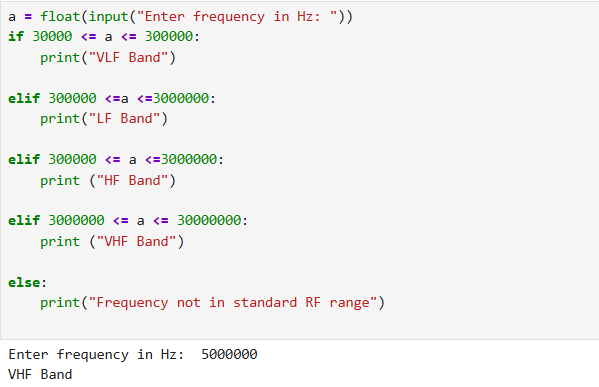 a = float(input("Enter frequency in Hz: "))
if 30000 <= a <= 300000:
    print("VLF Band")
elif 300000 <=a <=3000000:
    print("LF Band")
elif 300000 <= a <=3000000:
    print ("HF Band")
elif 3000000 <= a <= 30000000:
    print ("VHF Band")
else:
    print("Frequency not in standard RF range")
Enter frequency in Hz:  5000000
VHF Band